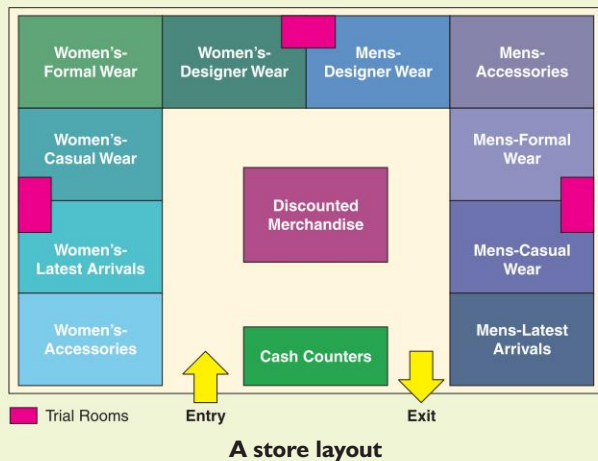 Women's-
Formal Wear
Women's-
Designer Wear
Mens-
Designer Wear
Mens-
Accessories
Women's-
Casual Wear
Mens-Formal
Wear
Discounted
Merchandise
Women's-
Latest Arrivals
Mens-Casual
Wear
Women's-
Accessories
Cash Counters
Mens-Latest
Arrivals
Trial Rooms
Entry
Exit
A store layout